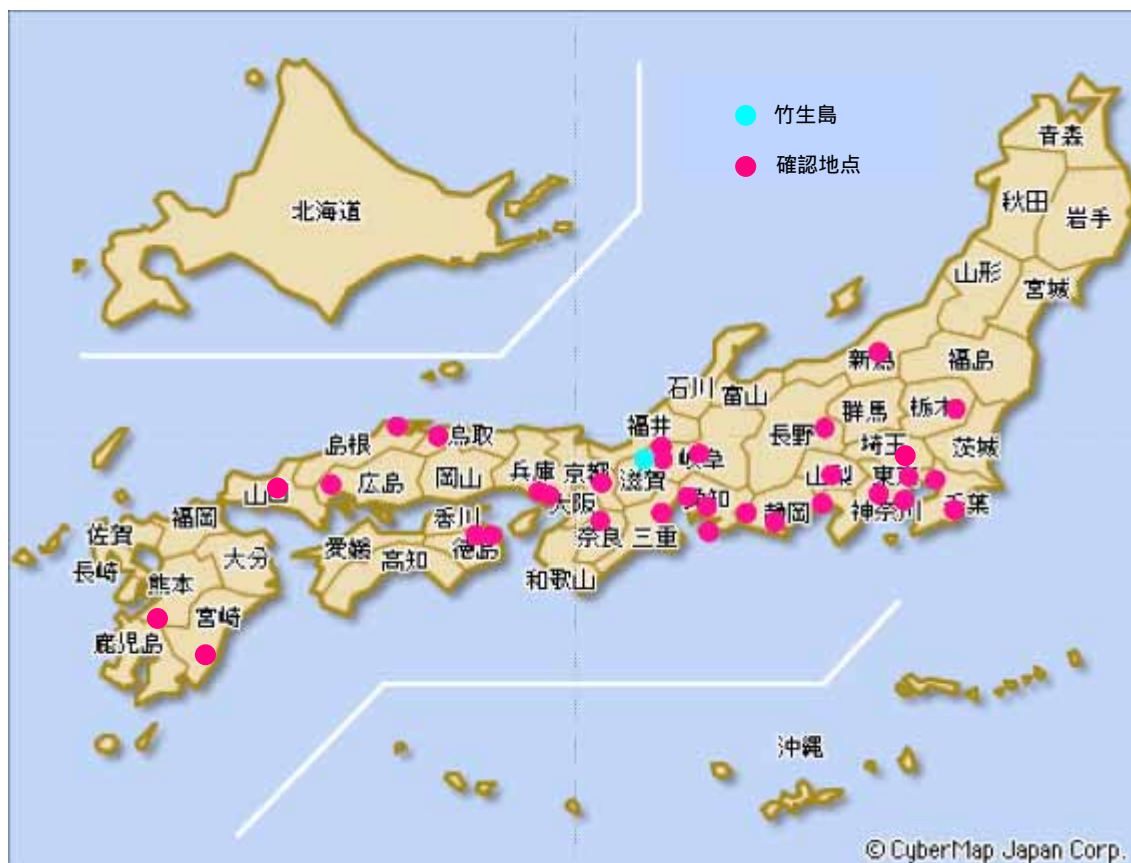 竹生島
確認地点
北海道
青森
秋田
岩手
山形
宮城
新潟
福島
石川
富山
群馬
栃木
福井
長野
埼玉
茨城
島根
鳥取
兵庫
京都
滋賀
岐阜
山梨
東京
山口
広島
岡山
大阪
愛知
静岡
神奈川
千葉
福岡
佐賀
香川
奈良
三重
長崎
大分
愛媛
高知
徳島
和歌山
熊本
宮崎
鹿児島
沖縄
© CyberMap Japan Corp.